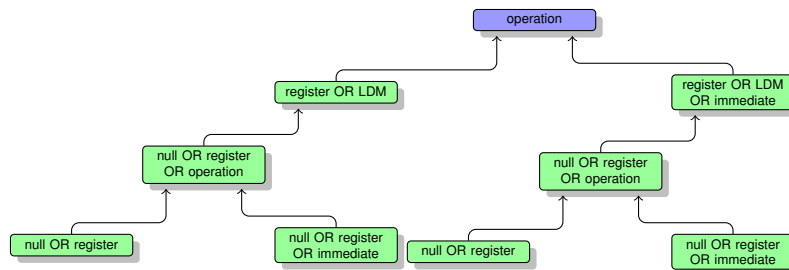 operation
register OR LDM
register OR LDM
OR immediate
null OR register
OR operation
null OR register
OR operation
null OR register
null OR register
OR immediate
null OR register
null OR register
OR immediate